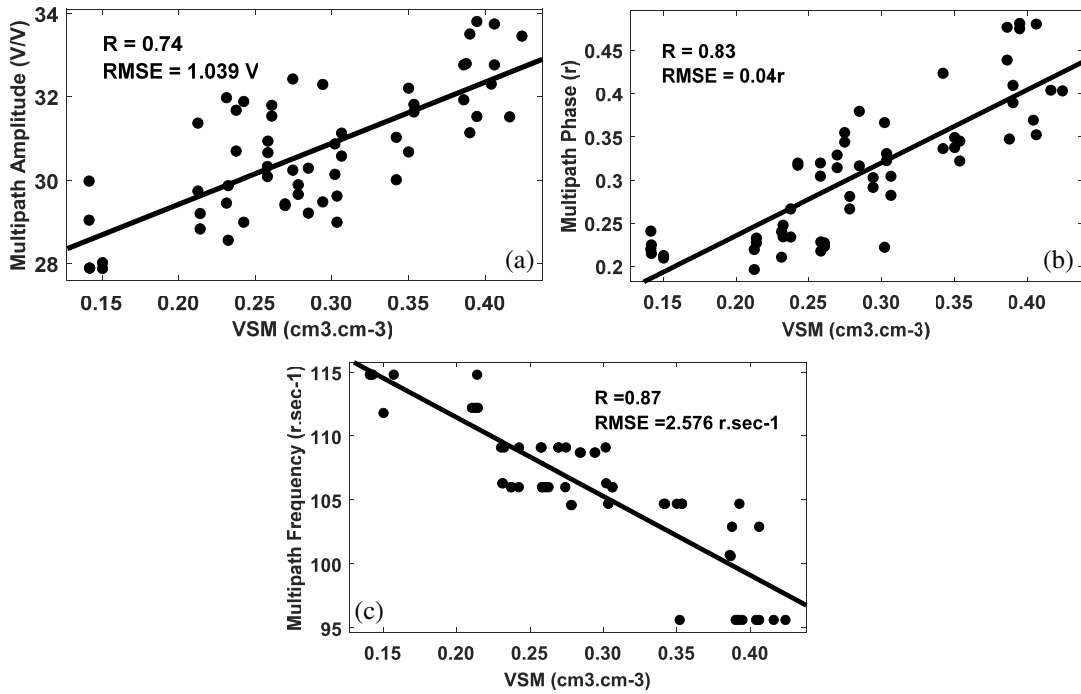 34
32
30
28
Multipath Amplitude (V/V)
R = 0.74
RMSE = 1.039 V
(a)
0.15 0.20 0.25 0.30 0.35 0.40
VSM (cm3.cm-3)
0.45
0.4
0.35
0.3
0.25
0.2
Multipath Phase (r)
R = 0.83
RMSE = 0.04r
(b)
0.15 0.20 0.25 0.30 0.35 0.40
VSM (cm3.cm-3)
115
110
105
100
95
Multipath Frequency (r.sec-1)
R =0.87
RMSE =2.576 r.sec-1
(c)
0.15 0.20 0.25 0.30 0.35 0.40
VSM (cm3.cm-3)